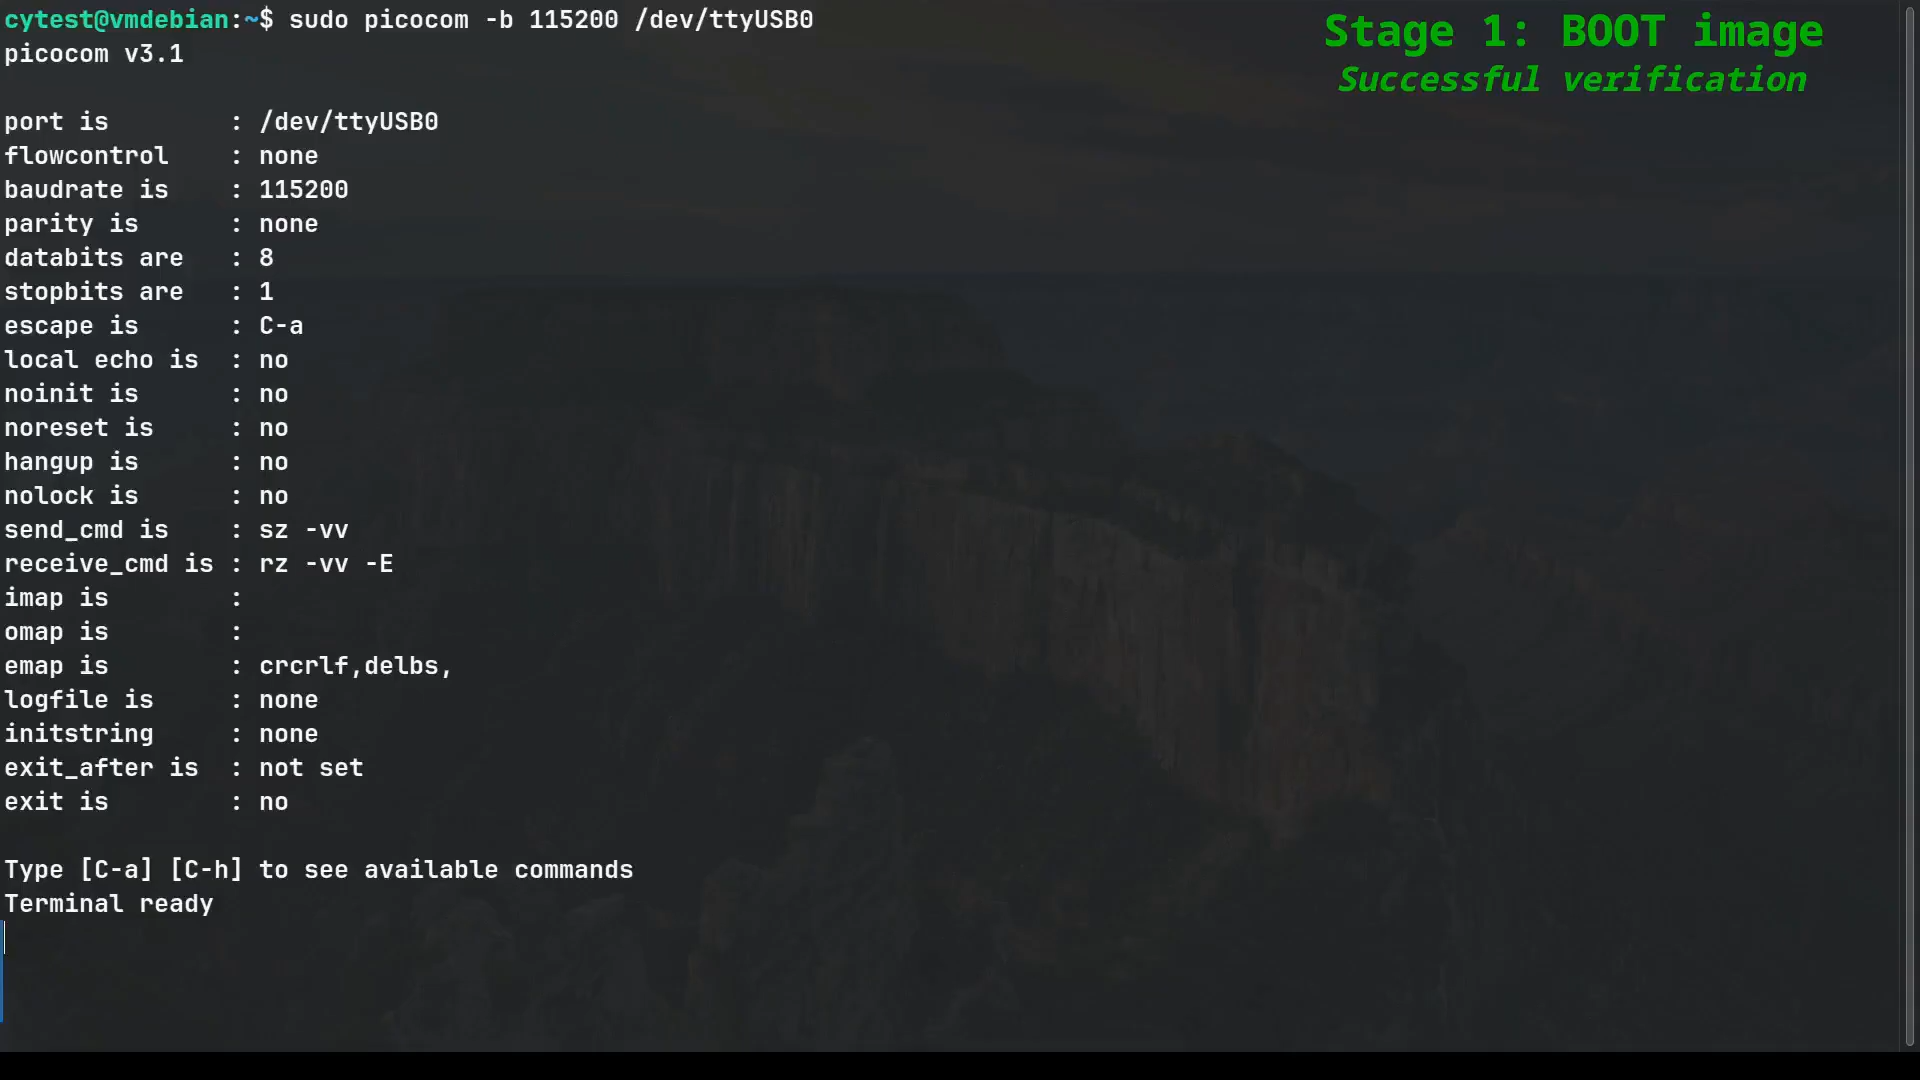 cytest@vmdebian:~$ sudo picocom -b 115200 /dev/ttyUSB0
picocom v3.1
Stage 1: BOOT image
Successful verification
port is        : /dev/ttyUSB0
flowcontrol    : none
baudrate is    : 115200
parity is      : none
databits are   : 8
stopbits are   : 1
escape is      : C-a
local echo is  : no
noinit is      : no
noreset is     : no
hangup is      : no
nolock is      : no
send_cmd is    : sz -vv
receive_cmd is : rz -vv -E
imap is        :
omap is        :
emap is        : crcrlf,delbs,
logfile is     : none
initstring     : none
exit_after is  : not set
exit is        : no
Type [C-a] [C-h] to see available commands
Terminal ready